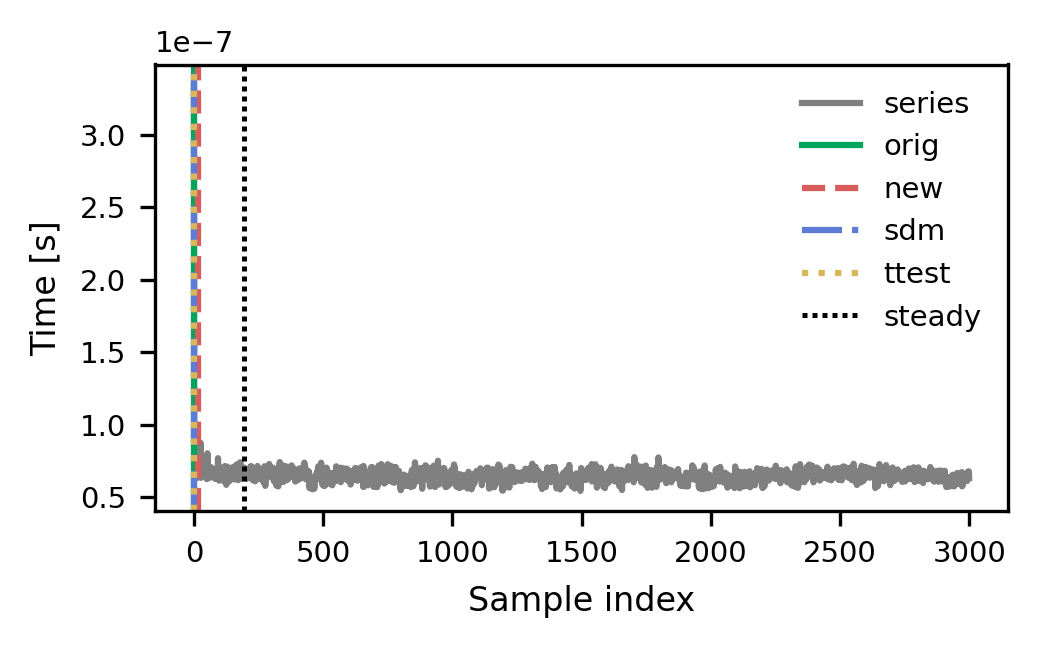 1e−7
3.0
2.5
2.0
1.5
1.0
0.5
Time [s]
series
orig
new
sdm
ttest
steady
0 500 1000 1500 2000 2500 3000
Sample index